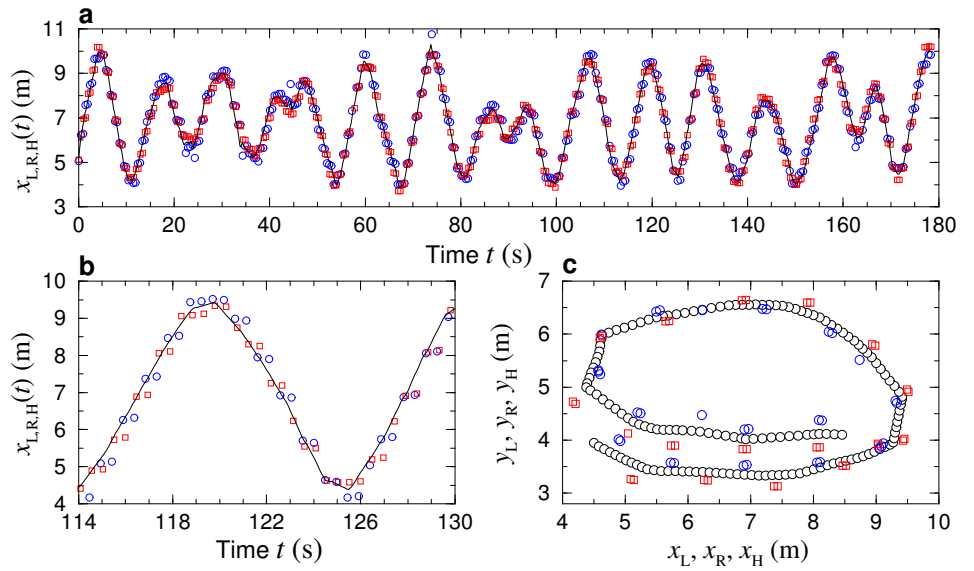 a
11
9
7
5
3
x_L,R,H(t) (m)
0 20 40 60 80 100 120 140 160 180
Time t (s)
b
10
9
8
7
6
5
4
x_L,R,H(t) (m)
114 118 122 126 130
Time t (s)
c
7
6
5
4
3
y_L, y_R, y_H (m)
4 5 6 7 8 9 10
x_L, x_R, x_H (m)